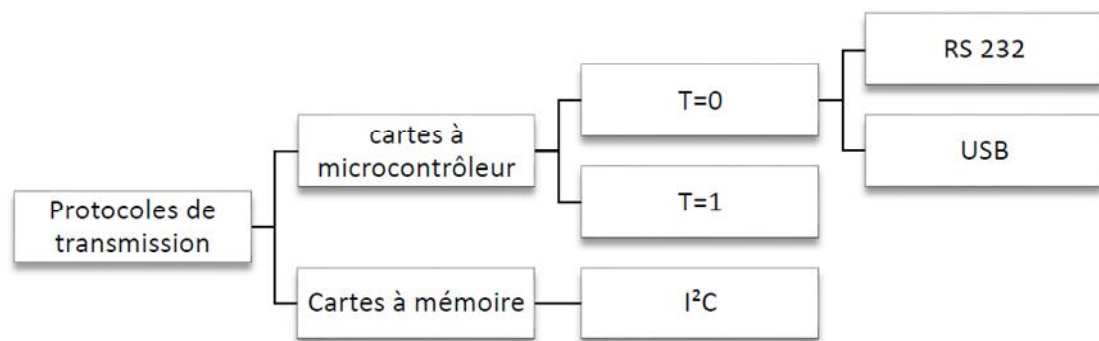 Protocoles de
transmission
cartes à
microcontrôleur
T=0
RS 232
USB
T=1
Cartes à mémoire
I²C